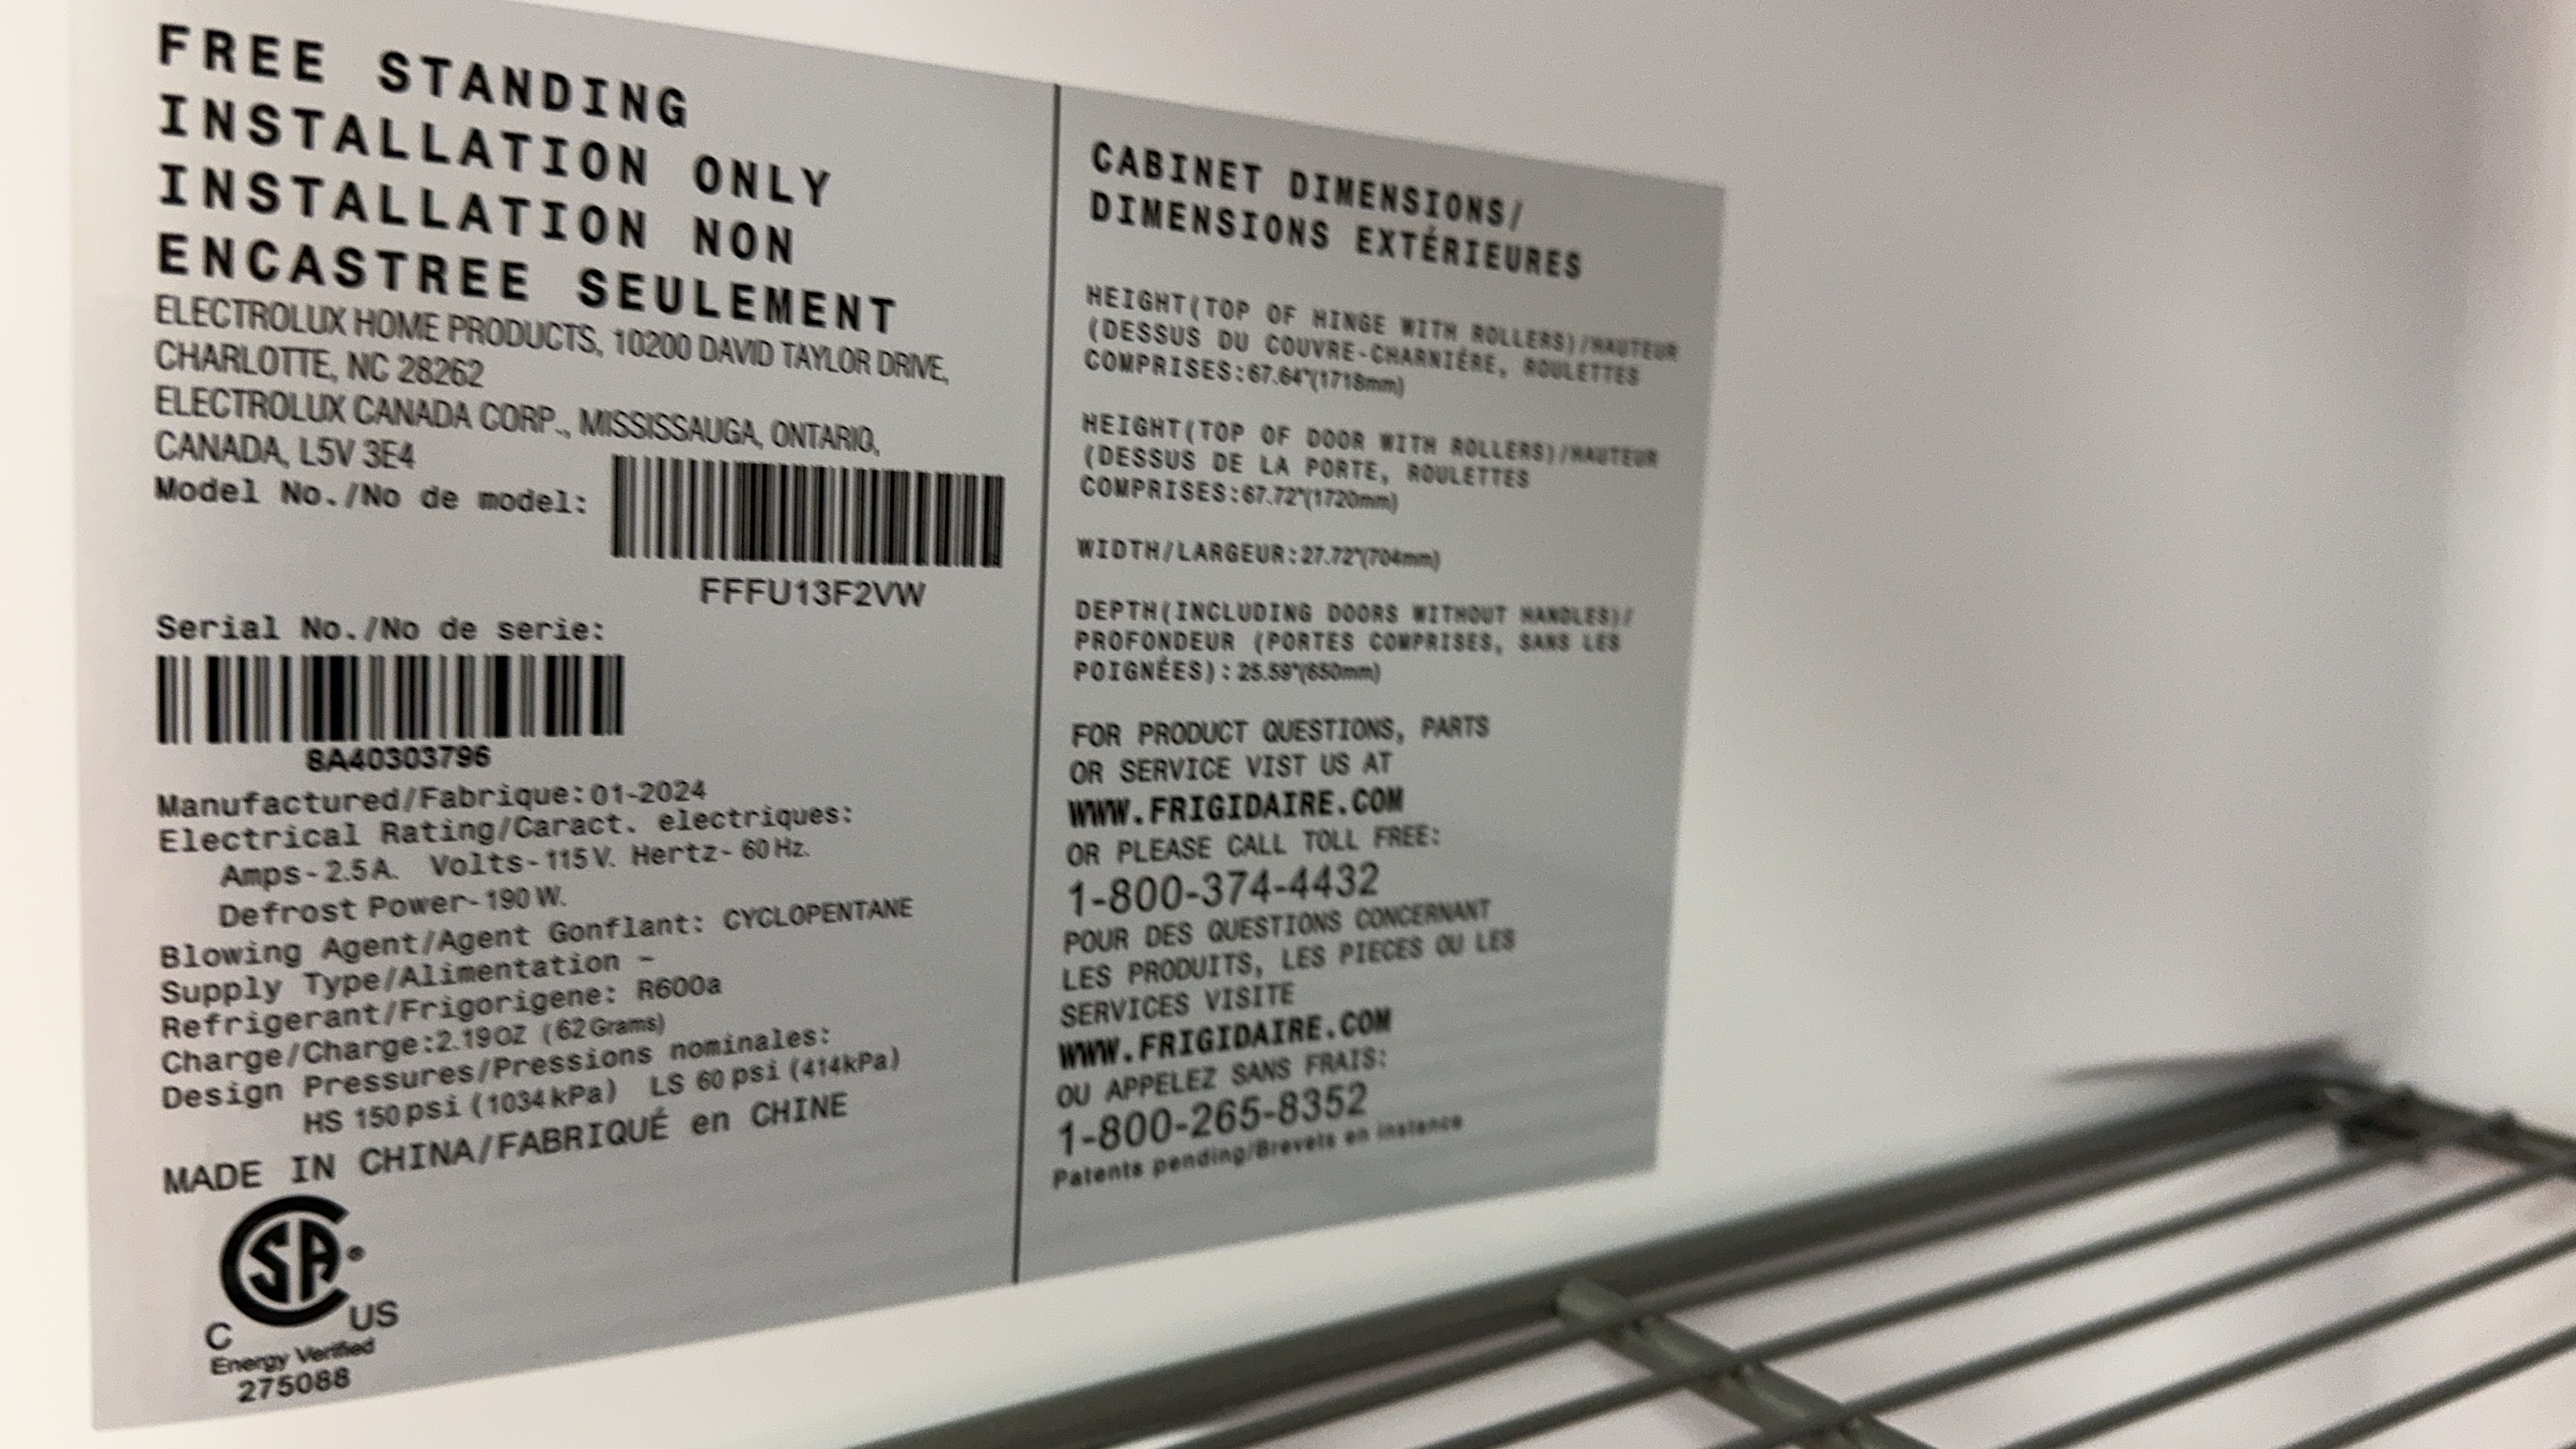 FREE STANDING
INSTALLATION ONLY
INSTALLATION NON
ENCASTREE SEULEMENT
ELECTROLUX HOME PRODUCTS, 10200 DAVID TAYLOR DRIVE,
CHARLOTTE, NC 28262
ELECTROLUX CANADA CORP., MISSISSAUGA, ONTARIO,
CANADA, L5V 3E4
Model No./No de model:
FFFU13F2VW
Serial No./No de serie:
8A40303796
Manufactured/Fabrique:01-2024
Electrical Rating/Caract. electriques:
Amps-2.5A. Volts-115V. Hertz-60Hz.
Defrost Power-190W.
Blowing Agent/Agent Gonflant: CYCLOPENTANE
Supply Type/Alimentation -
Refrigerant/Frigorigene: R600a
Charge/Charge:2.19OZ (62Grams)
Design Pressures/Pressions nominales:
HS 150psi (1034kPa) LS 60psi (414kPa)
MADE IN CHINA/FABRIQUÉ en CHINE
SA®
C US
Energy Verified
275088
CABINET DIMENSIONS/
DIMENSIONS EXTÉRIEURES
HEIGHT(TOP OF HINGE WITH ROLLERS)/HAUTEUR
(DESSUS DU COUVRE-CHARNIÉRE, ROULETTES
COMPRISES:67.64"(1718mm)
HEIGHT(TOP OF DOOR WITH ROLLERS)/HAUTEUR
(DESSUS DE LA PORTE, ROULETTES
COMPRISES:67.72"(1720mm)
WIDTH/LARGEUR:27.72"(704mm)
DEPTH(INCLUDING DOORS WITHOUT HANDLES)/
PROFONDEUR (PORTES COMPRISES, SANS LES
POIGNÉES):25.59"(650mm)
FOR PRODUCT QUESTIONS, PARTS
OR SERVICE VIST US AT
WWW.FRIGIDAIRE.COM
OR PLEASE CALL TOLL FREE:
1-800-374-4432
POUR DES QUESTIONS CONCERNANT
LES PRODUITS, LES PIECES OU LES
SERVICES VISITE
WWW.FRIGIDAIRE.COM
OU APPELEZ SANS FRAIS:
1-800-265-8352
Patents pending/Brevets en instance